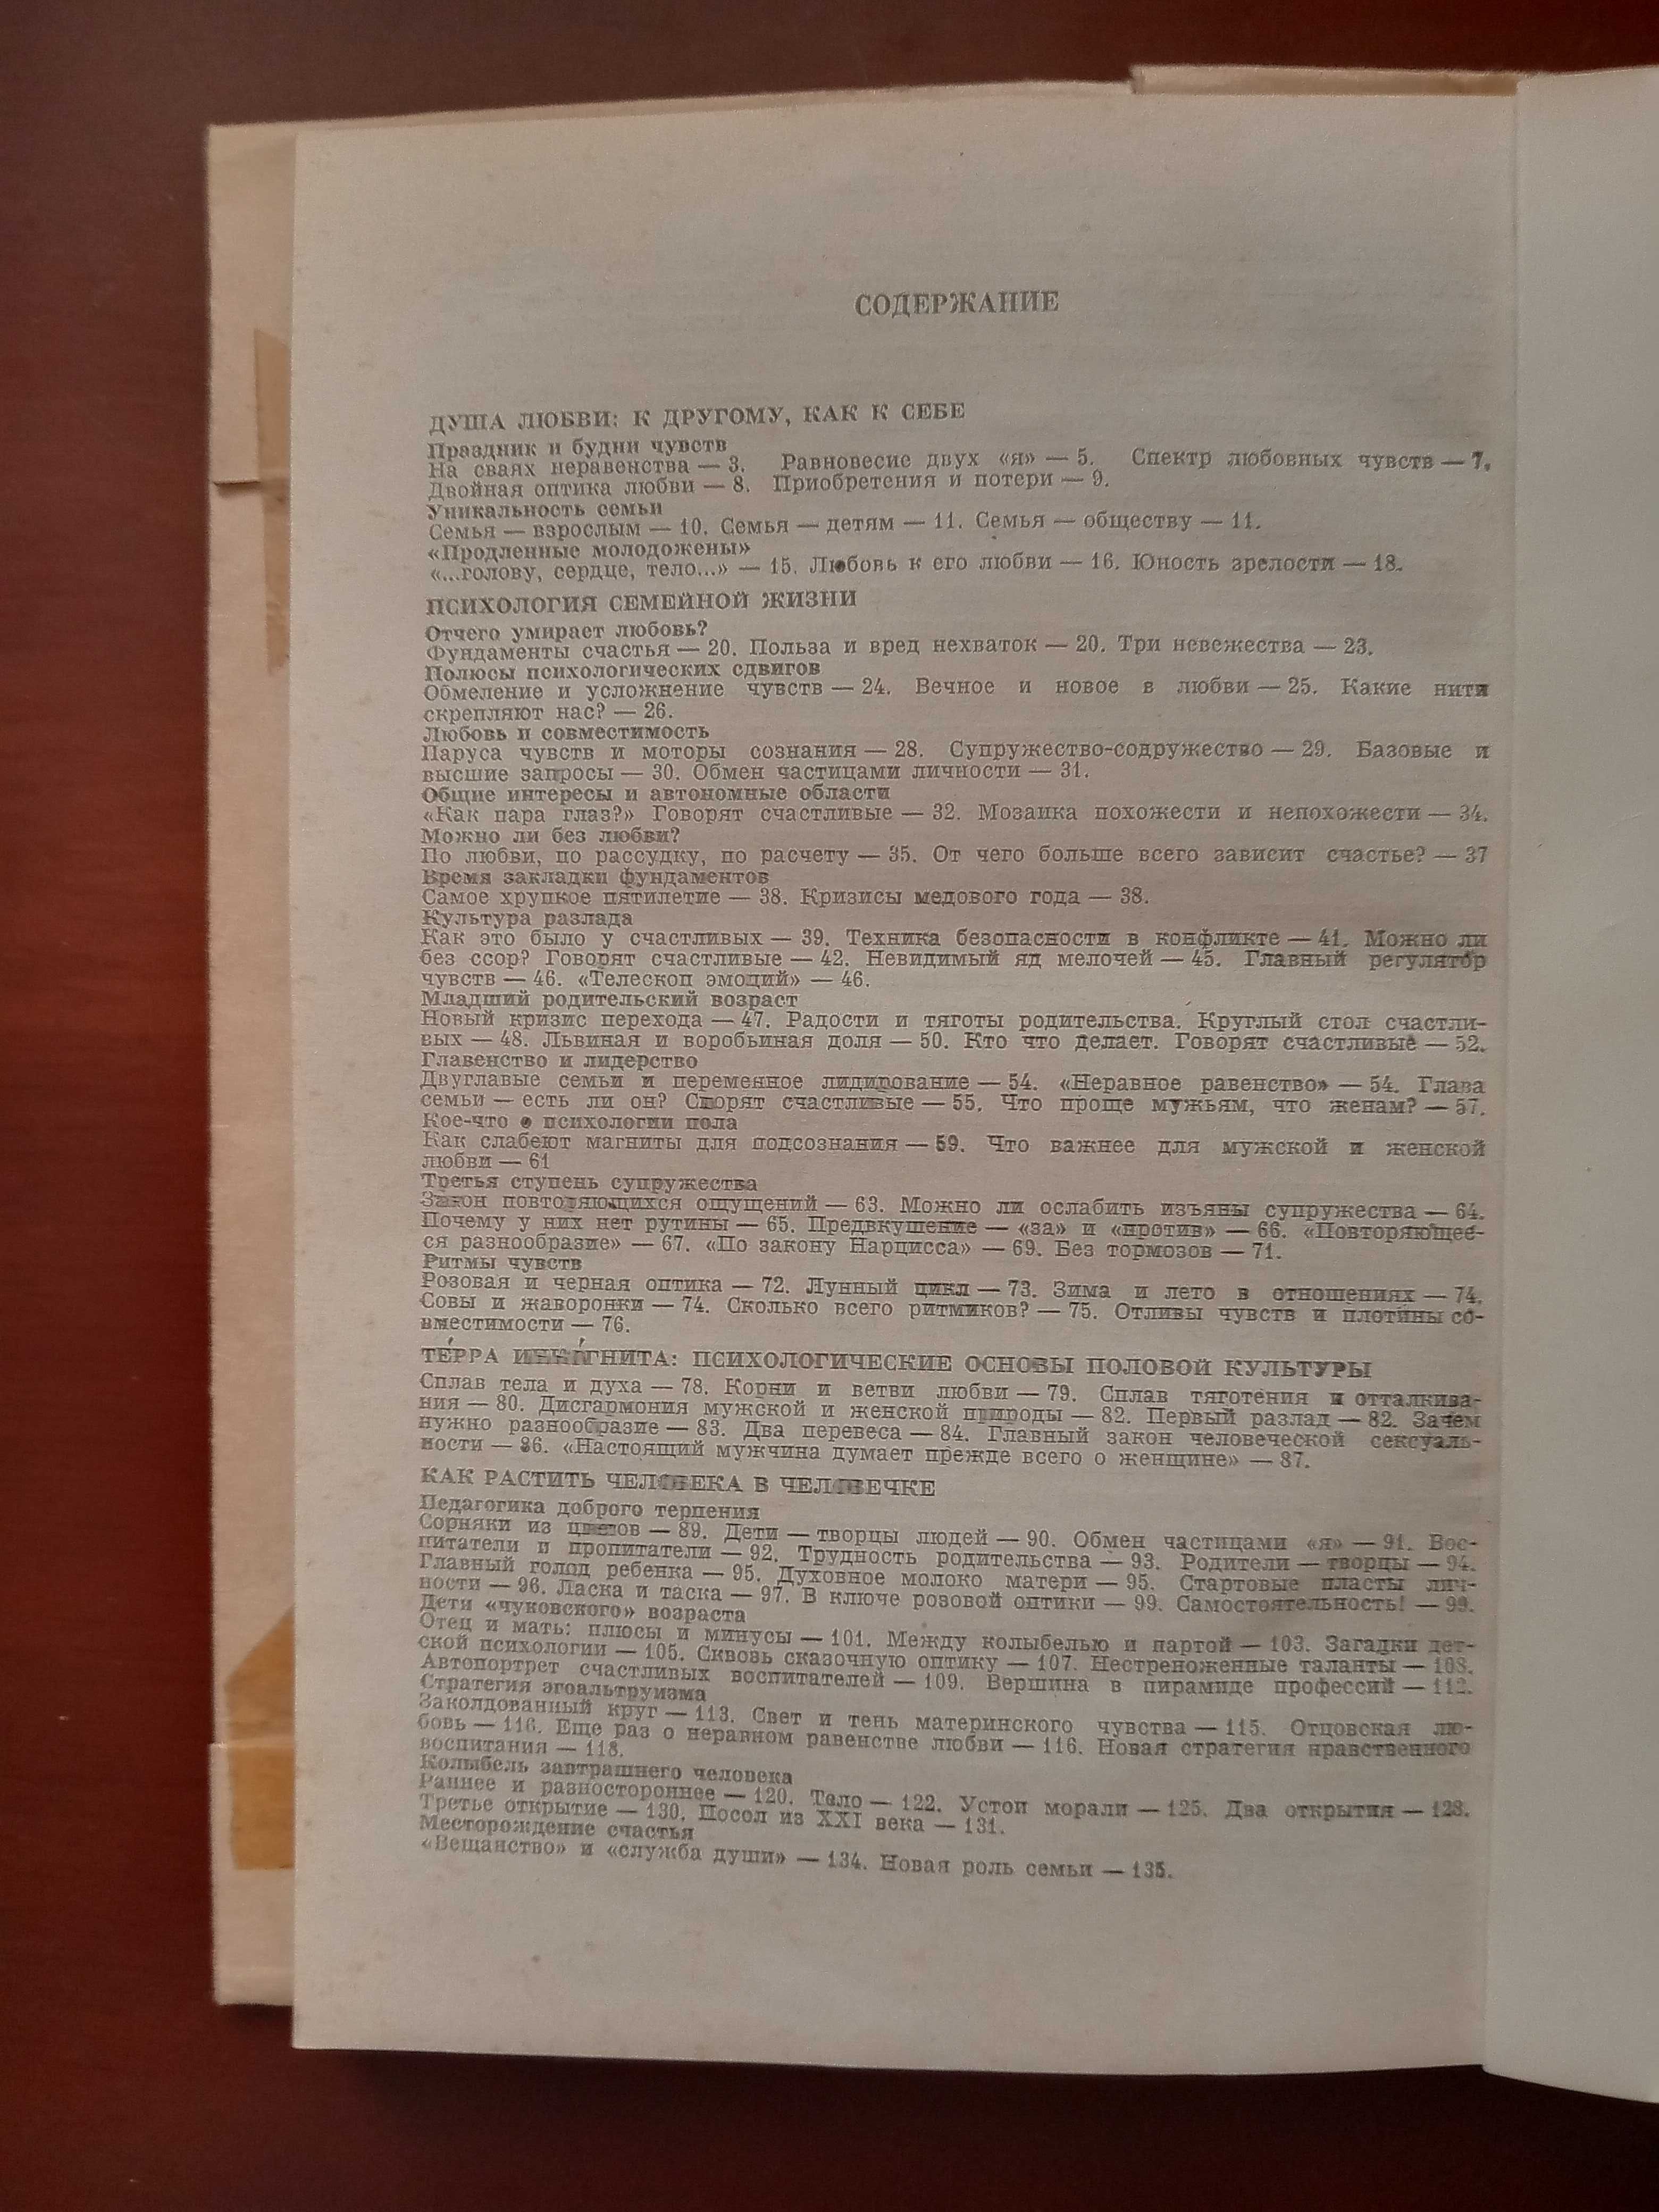 СОДЕРЖАНИЕ
ДУША ЛЮБВИ: К ДРУГОМУ, КАК К СЕБЕ
Праздник и будни чувств
На сваях неравенства — 3. Равновесие двух «я» — 5. Спектр любовных чувств — 7.
Двойная оптика любви — 8. Приобретения и потери — 9.
Уникальность семьи
Семья — взрослым — 10. Семья — детям — 11. Семья — обществу — 11.
«Продленные молодожены»
«...голову, сердце, тело...» — 15. Любовь к его любви — 16. Юность зрелости — 18.
ПСИХОЛОГИЯ СЕМЕЙНОЙ ЖИЗНИ
Отчего умирает любовь?
Фундаменты счастья — 20. Польза и вред нехваток — 20. Три невежества — 23.
Полюсы психологических сдвигов
Обмеление и усложнение чувств — 24. Вечное и новое в любви — 25. Какие нити
скрепляют нас? — 26.
Любовь и совместимость
Паруса чувств и моторы сознания — 28. Супружество-содружество — 29. Базовые и
высшие запросы — 30. Обмен частицами личности — 31.
Общие интересы и автономные области
«Как пара глаз?» Говорят счастливые — 32. Мозаика похожести и непохожести — 34.
Можно ли без любви?
По любви, по рассудку, по расчету — 35. От чего больше всего зависит счастье? — 37
Время закладки фундаментов
Самое хрупкое пятилетие — 38. Кризисы медового года — 38.
Культура разлада
Как это было у счастливых — 39. Техника безопасности в конфликте — 41. Можно ли
без ссор? Говорят счастливые — 42. Невидимый яд мелочей — 45. Главный регулятор
чувств — 46. «Телескоп эмоций» — 46.
Младший родительский возраст
Новый кризис перехода — 47. Радости и тяготы родительства. Круглый стол счастли-
вых — 48. Львиная и воробьиная доля — 50. Кто что делает. Говорят счастливые — 52.
Главенство и лидерство
Двуглавые семьи и переменное лидирование — 54. «Неравное равенство» — 54. Глава
семьи — есть ли он? Спорят счастливые — 55. Что проще мужьям, что женам? — 57.
Кое-что о психологии пола
Как слабеют магниты для подсознания — 59. Что важнее для мужской и женской
любви — 61
Третья ступень супружества
Закон повторяющихся ощущений — 63. Можно ли ослабить изъяны супружества — 64.
Почему у них нет рутины — 65. Предвкушение — «за» и «против» — 66. «Повторяющее-
ся разнообразие» — 67. «По закону Нарцисса» — 69. Без тормозов — 71.
Ритмы чувств
Розовая и черная оптика — 72. Лунный цикл — 73. Зима и лето в отношениях — 74.
Совы и жаворонки — 74. Сколько всего ритмиков? — 75. Отливы чувств и плотины со-
вместимости — 76.
ТЕ́РРА ИНКО́ГНИТА: ПСИХОЛОГИЧЕСКИЕ ОСНОВЫ ПОЛОВОЙ КУЛЬТУРЫ
Сплав тела и духа — 78. Корни и ветви любви — 79. Сплав тяготения и отталкива-
ния — 80. Дисгармония мужской и женской природы — 82. Первый разлад — 82. Зачем
нужно разнообразие — 83. Два перевеса — 84. Главный закон человеческой сексуаль-
ности — 86. «Настоящий мужчина думает прежде всего о женщине» — 87.
КАК РАСТИТЬ ЧЕЛОВЕКА В ЧЕЛОВЕЧКЕ
Педагогика доброго терпения
Сорняки из цветов — 89. Дети — творцы людей — 90. Обмен частицами «я» — 91. Вос-
питатели и пропитатели — 92. Трудность родительства — 93. Родители — творцы — 94.
Главный голод ребенка — 95. Духовное молоко матери — 95. Стартовые пласты лич-
ности — 96. Ласка и таска — 97. В ключе розовой оптики — 99. Самостоятельность! — 99.
Дети «чуковского» возраста
Отец и мать: плюсы и минусы — 101. Между колыбелью и партой — 103. Загадки дет-
ской психологии — 105. Сквозь сказочную оптику — 107. Нестреноженные таланты — 108.
Автопортрет счастливых воспитателей — 109. Вершина в пирамиде профессий — 112.
Стратегия эгоальтруизма
Заколдованный круг — 113. Свет и тень материнского чувства — 115. Отцовская лю-
бовь — 116. Еще раз о неравном равенстве любви — 116. Новая стратегия нравственного
воспитания — 118.
Колыбель завтрашнего человека
Раннее и разностороннее — 120. Тело — 122. Устои морали — 125. Два открытия — 128.
Третье открытие — 130. Посол из XXI века — 131.
Месторождение счастья
«Вещанство» и «служба души» — 134. Новая роль семьи — 135.